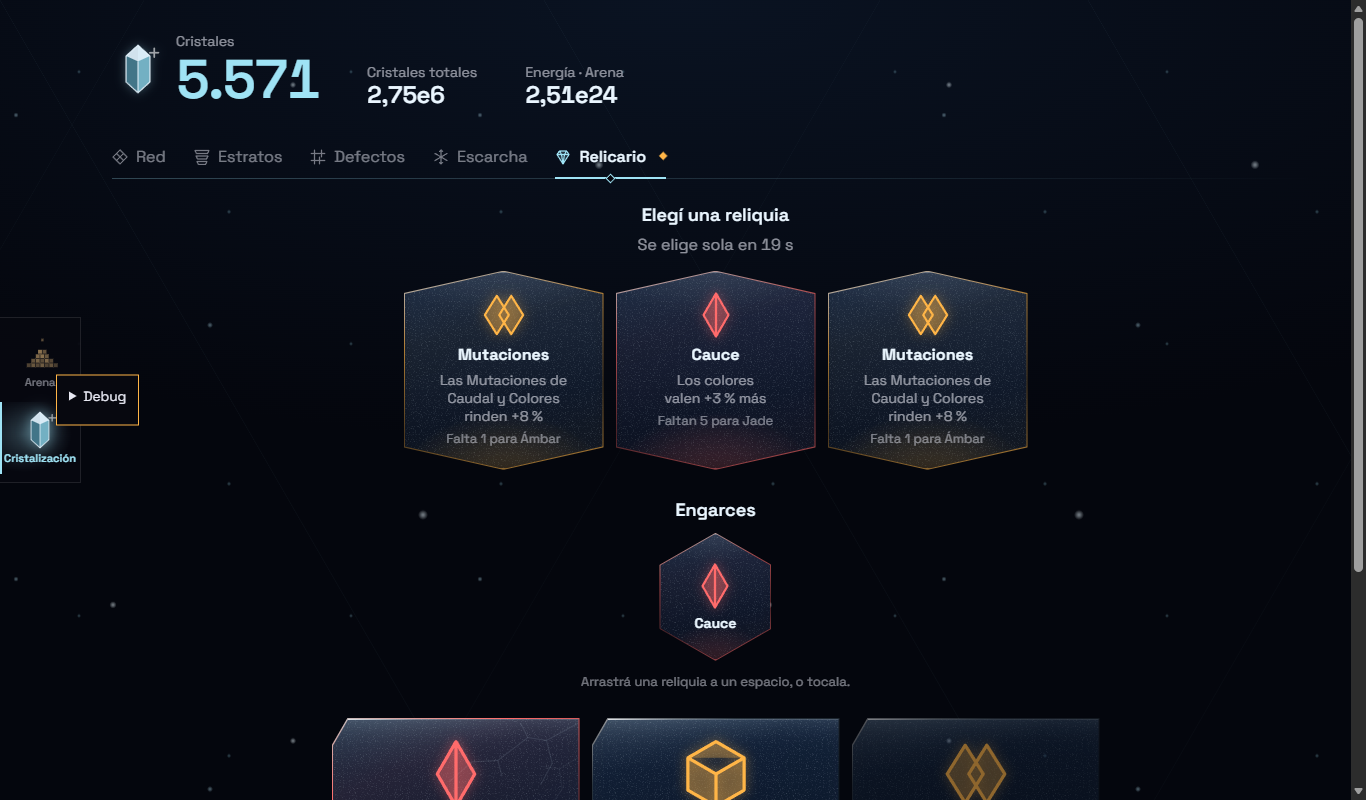 Cristales
5.571
Cristales totales
2,75e6
Energía · Arena
2,51e24
Red
Estratos
Defectos
Escarcha
Relicario
Elegí una reliquia
Se elige sola en 19 s
Mutaciones
Las Mutaciones de
Caudal y Colores
rinden +8 %
Falta 1 para Ámbar
Cauce
Los colores
valen +3 % más
Faltan 5 para Jade
Mutaciones
Las Mutaciones de
Caudal y Colores
rinden +8 %
Falta 1 para Ámbar
Arena
Debug
Cristalización
Engarces
Cauce
Arrastrá una reliquia a un espacio, o tocala.